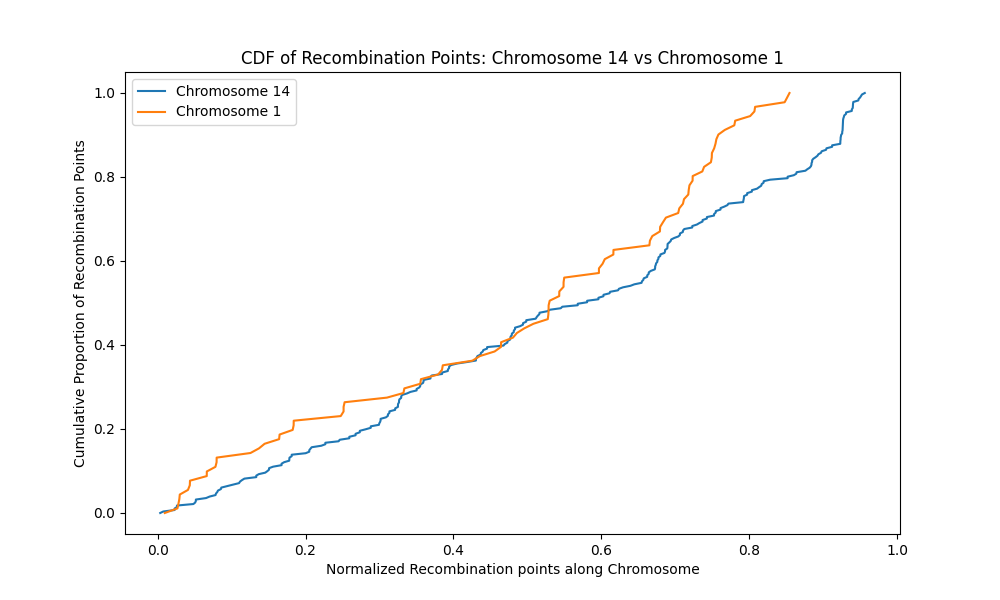 CDF of Recombination Points: Chromosome 14 vs Chromosome 1
Chromosome 14
Chromosome 1
Cumulative Proportion of Recombination Points
1.0
0.8
0.6
0.4
0.2
0.0
0.0 0.2 0.4 0.6 0.8 1.0
Normalized Recombination points along Chromosome